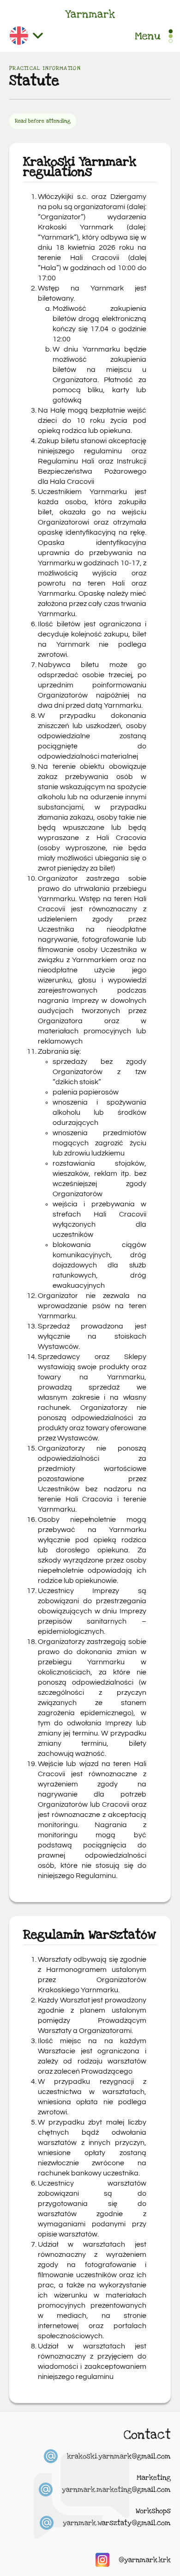 Yarnmark
Menu
Practical information
Statute
Read before attending
Krakoski Yarnmark
regulations
1. Włóczykijki s.c. oraz Dziergamy
na polu są organizatorami (dalej:
"Organizator") wydarzenia
Krakoski Yarnmark (dalej:
"Yarnmark"), który odbywa się w
dniu 18 kwietnia 2026 roku na
terenie Hali Cracovii (dalej
"Hala") w godzinach od 10:00 do
17:00
2. Wstęp na Yarnmark jest
biletowany.
a. Możliwość zakupienia
biletów drogą elektroniczną
kończy się 17.04 o godzinie
12:00
b. W dniu Yarnmarku będzie
możliwość zakupienia
biletów na miejscu u
Organizatora. Płatność za
pomocą bliku, karty lub
gotówką
3. Na Halę mogą bezpłatnie wejść
dzieci do 10 roku życia pod
opieką rodzica lub opiekuna.
4. Zakup biletu stanowi akceptację
niniejszego regulaminu oraz
Regulaminu Hali oraz Instrukcji
Bezpieczeństwa Pożarowego
dla Hala Cracovii
5. Uczestnikiem Yarnmarku jest
każda osoba, która zakupiła
bilet, okazała go na wejściu
Organizatorowi oraz otrzymała
opaskę identyfikacyjną na rękę.
Opaska identyfikacyjna
uprawnia do przebywania na
Yarnmarku w godzinach 10-17, z
możliwością wyjścia oraz
powrotu na teren Hali oraz
Yarnmarku. Opaskę należy mieć
założoną przez cały czas trwania
Yarnmarku.
6. Ilość biletów jest ograniczona i
decyduje kolejność zakupu, bilet
na Yarnmark nie podlega
zwrotowi.
7. Nabywca biletu może go
odsprzedać osobie trzeciej, po
uprzednim poinformowaniu
Organizatorów najpóźniej na
dwa dni przed datą Yarnmarku.
8. W przypadku dokonania
zniszczeń lub uszkodzeń, osoby
odpowiedzialne zostaną
pociągnięte do
odpowiedzialności materialnej
9. Na terenie obiektu obowiązuje
zakaz przebywania osób w
stanie wskazującym na spożycie
alkoholu lub na odurzenie innymi
substancjami, w przypadku
złamania zakazu, osoby takie nie
będą wpuszczane lub będą
wypraszane z Hali Cracovia
(osoby wyproszone, nie będą
miały możliwości ubiegania się o
zwrot pieniędzy za bilet)
10. Organizator zastrzega sobie
prawo do utrwalania przebiegu
Yarnmarku. Wstęp na teren Hali
Cracovii jest równoznaczny z
udzieleniem zgody przez
Uczestnika na nieodpłatne
nagrywanie, fotografowanie lub
filmowanie osoby Uczestnika w
związku z Yarnmarkiem oraz na
nieodpłatne użycie jego
wizerunku, głosu i wypowiedzi
zarejestrowanych podczas
nagrania Imprezy w dowolnych
audycjach tworzonych przez
Organizatora oraz w
materiałach promocyjnych lub
reklamowych
11. Zabrania się:
◦ sprzedaży bez zgody
Organizatorów z tzw
"dzikich stoisk"
◦ palenia papierosów
◦ wnoszenia i spożywania
alkoholu lub środków
odurzających
◦ wnoszenia przedmiotów
mogących zagrozić życiu
lub zdrowiu ludzkiemu
◦ rozstawiania stojaków,
wieszaków, reklam itp. bez
wcześniejszej zgody
Organizatorów
◦ wejścia i przebywania w
strefach Hali Cracovii
wyłączonych dla
uczestników
◦ blokowania ciągów
komunikacyjnych, dróg
dojazdowych dla służb
ratunkowych, dróg
ewakuacyjnych
12. Organizator nie zezwala na
wprowadzanie psów na teren
Yarnmarku.
13. Sprzedaż prowadzona jest
wyłącznie na stoiskach
Wystawców.
14. Sprzedawcy oraz Sklepy
wystawiają swoje produkty oraz
towary na Yarnmarku,
prowadzą sprzedaż we
własnym zakresie i na własny
rachunek. Organizatorzy nie
ponoszą odpowiedzialności za
produkty oraz towary oferowane
przez Wystawców.
15. Organizatorzy nie ponoszą
odpowiedzialności za
przedmioty wartościowe
pozostawione przez
Uczestników bez nadzoru na
terenie Hali Cracovia i terenie
Yarnmarku.
16. Osoby niepełnoletnie mogą
przebywać na Yarnmarku
wyłącznie pod opieką rodzica
lub dorosłego opiekuna. Za
szkody wyrządzone przez osoby
niepełnoletnie odpowiadają ich
rodzice lub opiekunowie.
17. Uczestnicy Imprezy są
zobowiązani do przestrzegania
obowiązujących w dniu Imprezy
przepisów sanitarnych –
epidemiologicznych.
18. Organizatorzy zastrzegają sobie
prawo do dokonania zmian w
przebiegu Yarnmarku w
okolicznościach, za które nie
ponoszą odpowiedzialności (w
szczególności z przyczyn
związanych ze stanem
zagrożenia epidemicznego), w
tym do odwołania Imprezy lub
zmiany jej terminu. W przypadku
zmiany terminu, bilety
zachowują ważność.
19. Wejście lub wjazd na teren Hali
Cracovii jest równoznaczne z
wyrażeniem zgody na
nagrywanie dla potrzeb
Organizatorów lub Cracovii oraz
jest równoznaczne z akceptacją
monitoringu. Nagrania z
monitoringu mogą być
podstawą pociągnięcia do
prawnej odpowiedzialności
osób, które nie stosują się do
niniejszego Regulaminu.
Regulamin Warsztatów
1. Warsztaty odbywają się zgodnie
z Harmonogramem ustalonym
przez Organizatorów
Krakoskiego Yarnmarku.
2. Każdy Warsztat jest prowadzony
zgodnie z planem ustalonym
pomiędzy Prowadzącym
Warsztaty a Organizatorami.
3. Ilość miejsc na na każdym
Warsztacie jest ograniczona i
zależy od rodzaju warsztatów
oraz zaleceń Prowadzącego
4. W przypadku rezygnacji z
uczestnictwa w warsztatach,
wniesiona opłata nie podlega
zwrotowi.
5. W przypadku zbyt małej liczby
chętnych bądź odwołania
warsztatów z innych przyczyn,
wniesione opłaty zostaną
niezwłocznie zwrócone na
rachunek bankowy uczestnika.
6. Uczestnicy warsztatów
zobowiązani są do
przygotowania się do
warsztatów zgodnie z
wymaganiami podanymi przy
opisie warsztatów.
7. Udział w warsztatach jest
równoznaczny z wyrażeniem
zgody na fotografowanie i
filmowanie uczestników oraz ich
prac, a także na wykorzystanie
ich wizerunku w materiałach
promocyjnych prezentowanych
w mediach, na stronie
internetowej oraz portalach
społecznościowych.
8. Udział w warsztatach jest
równoznaczny z przyjęciem do
wiadomości i zaakceptowaniem
niniejszego regulaminu
Contact
krakoski.yarnmark@gmail.com
Marketing
yarnmark.marketing@gmail.com
Workshops
yarnmark.warsztaty@gmail.com
@yarnmark.krk